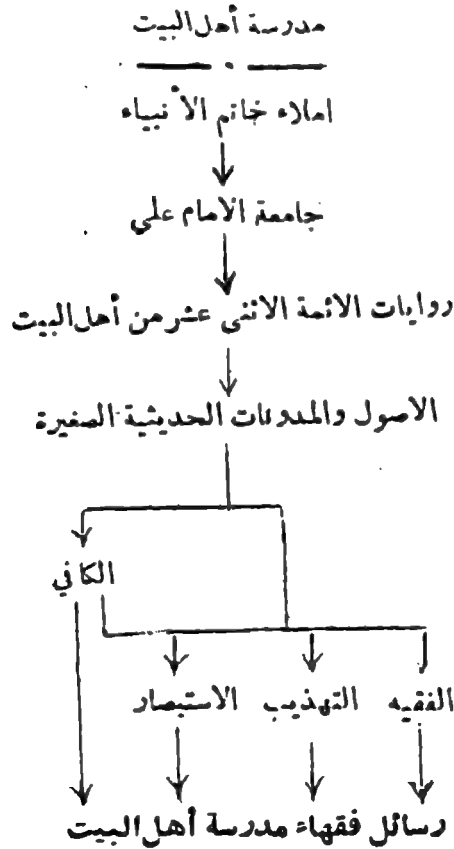 مدرسة أهل البيت
املاء خاتم الأنبياء
جامعة الامام علي
روايات الائمة الاثنى عشر من أهل البيت
الاصول والمدونات الحديثية الصغيرة
الكافي
الفقيه التهذيب الاستبصار
رسائل فقهاء مدرسة أهل البيت